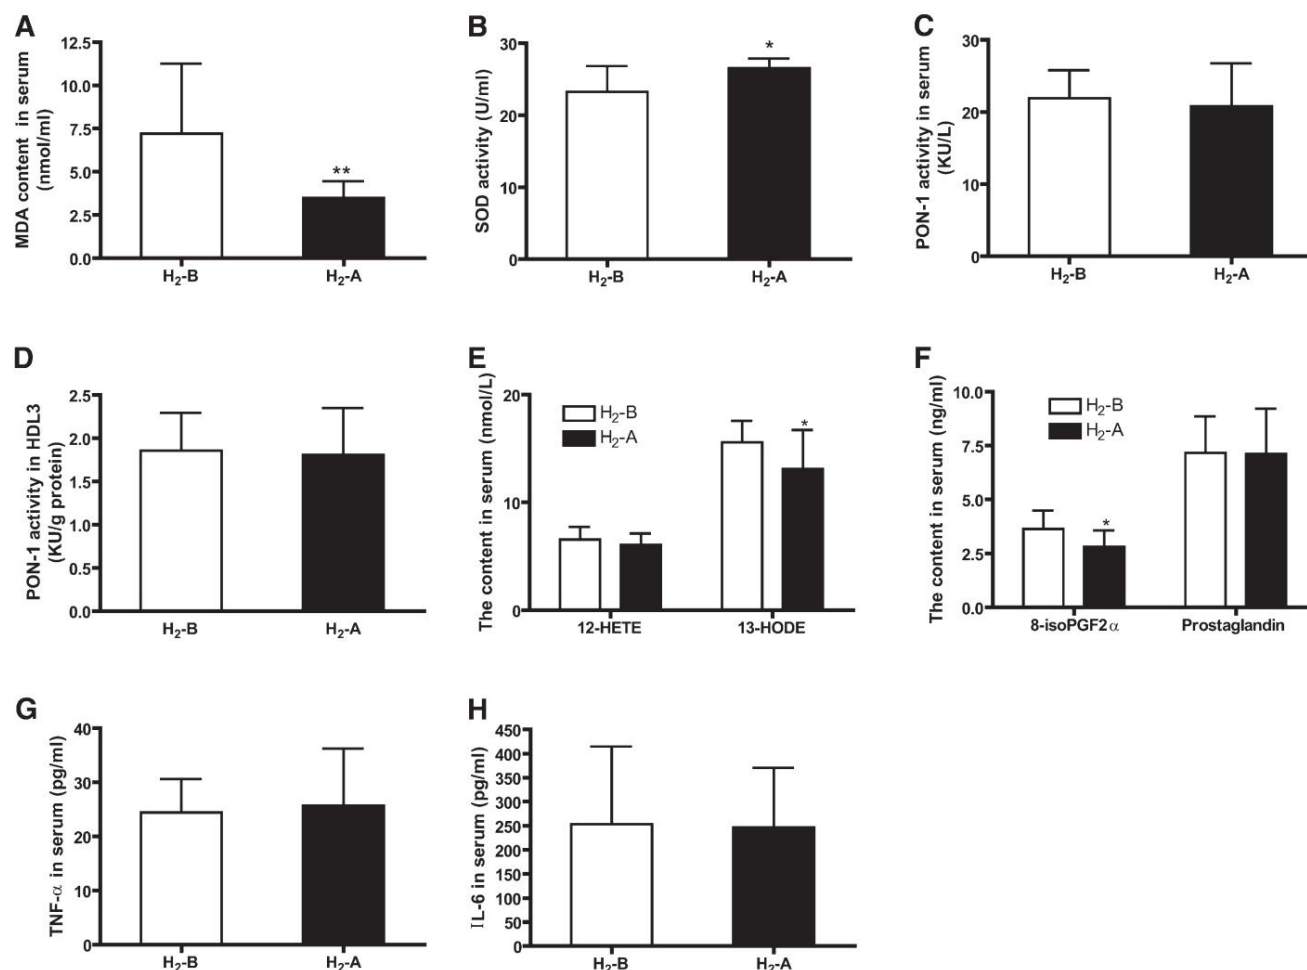 A
MDA content in serum
(nmol/ml)
12.5
10.0
7.5
5.0
2.5
0.0
**
H₂-B
H₂-A
B
SOD activity (U/ml)
30
20
10
0
*
H₂-B
H₂-A
C
PON-1 activity in serum
(KU/L)
30
20
10
0
H₂-B
H₂-A
D
PON-1 activity in HDL3
(KU/g protein)
2.5
2.0
1.5
1.0
0.5
0.0
H₂-B
H₂-A
E
The content in serum (nmol/L)
20
10
0
H₂-B
H₂-A
*
12-HETE
13-HODE
F
The content in serum (ng/ml)
10.0
7.5
5.0
2.5
0.0
H₂-B
H₂-A
*
8-isoPGF2α
Prostaglandin
G
TNF-α in serum (pg/ml)
40
30
20
10
0
H₂-B
H₂-A
H
IL-6 in serum (pg/ml)
450
400
350
300
250
200
150
100
50
0
H₂-B
H₂-A